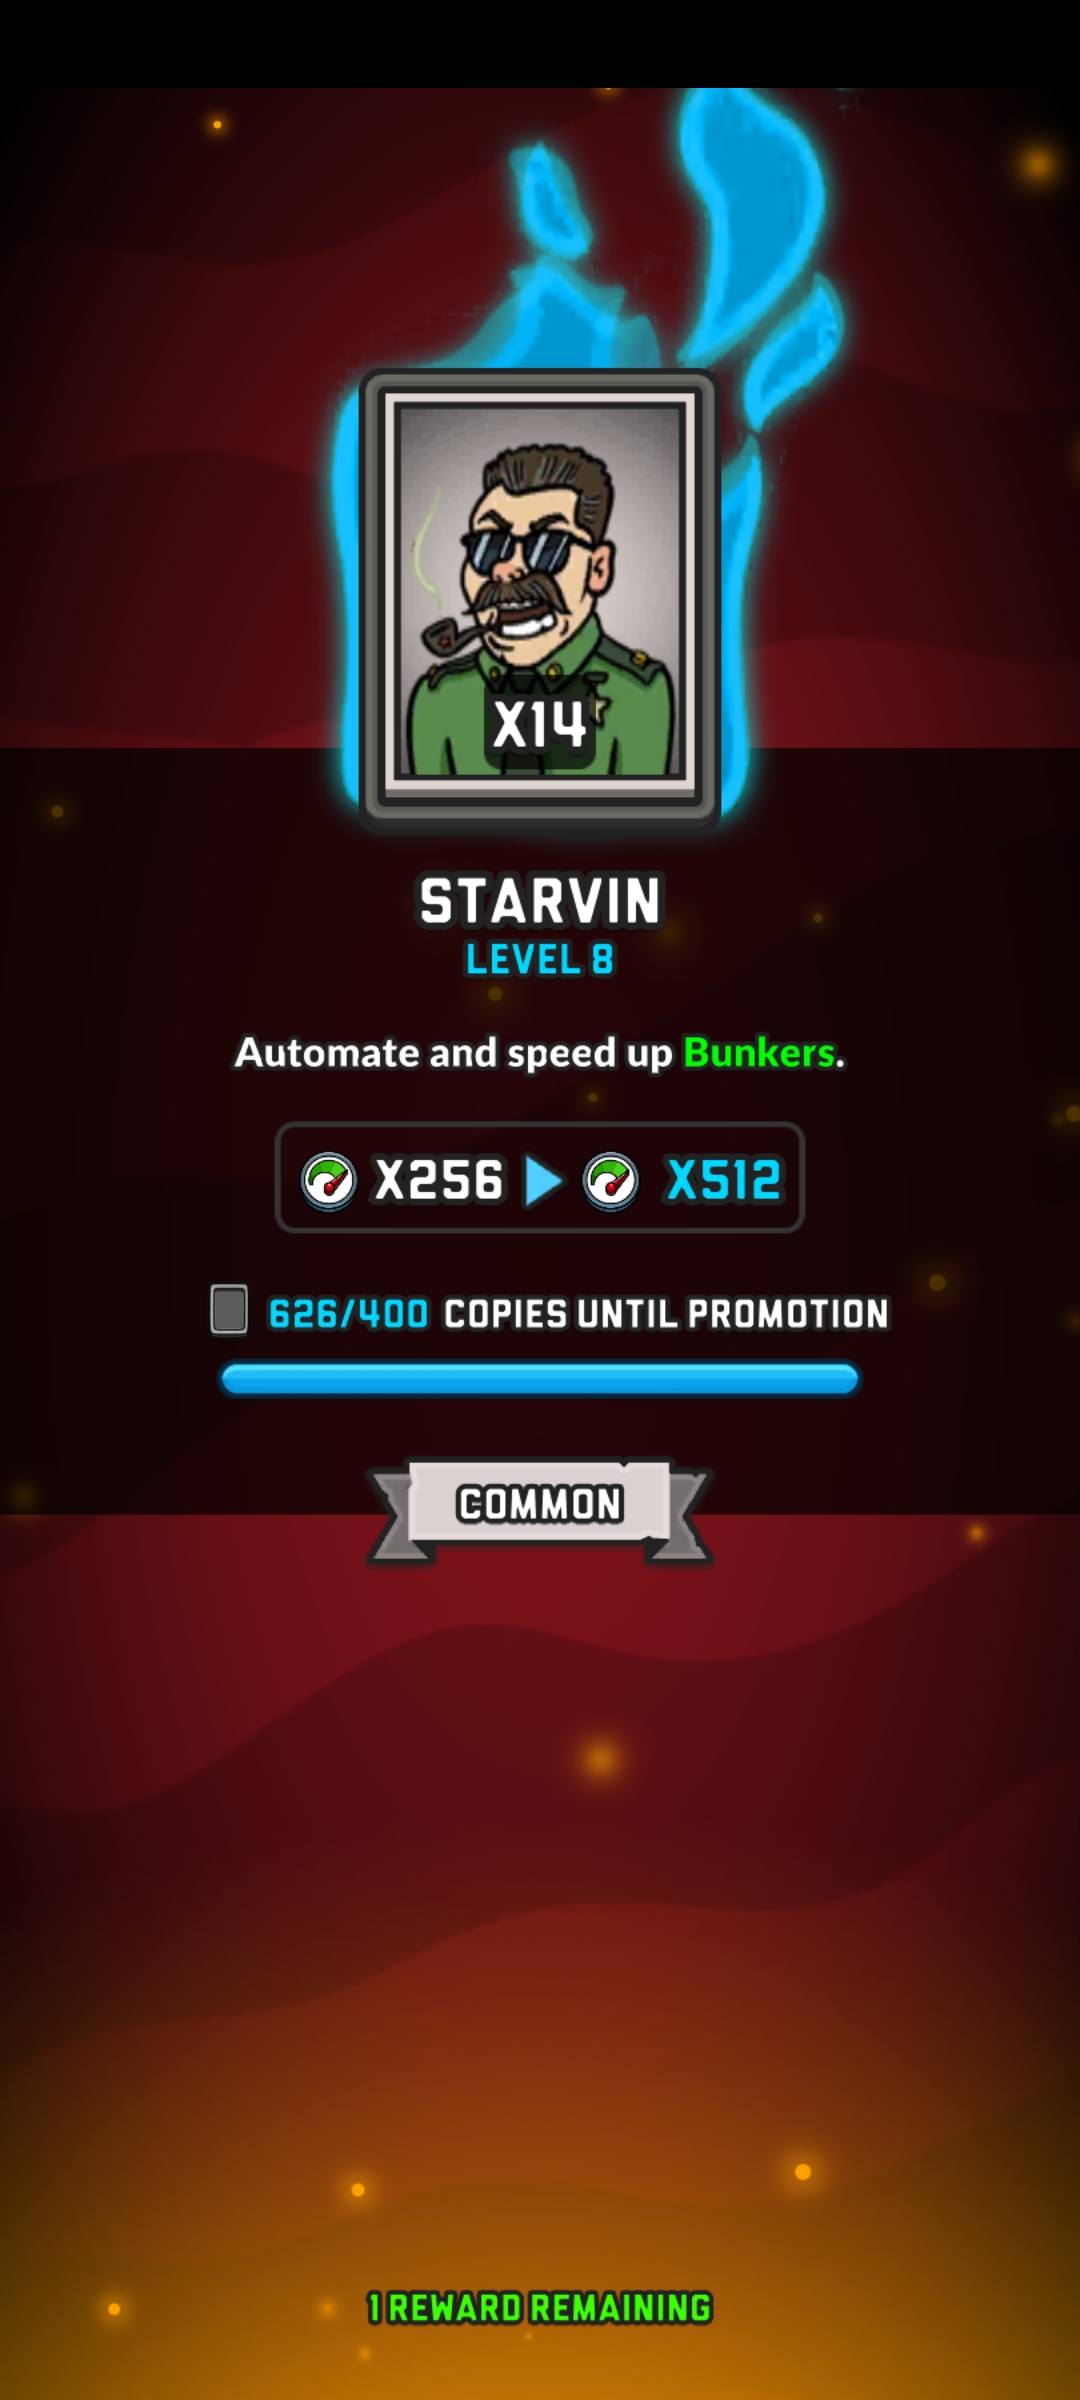 X14
STARVIN
LEVEL 8
Automate and speed up Bunkers.
X256 X512
626/400 COPIES UNTIL PROMOTION
COMMON
1 REWARD REMAINING